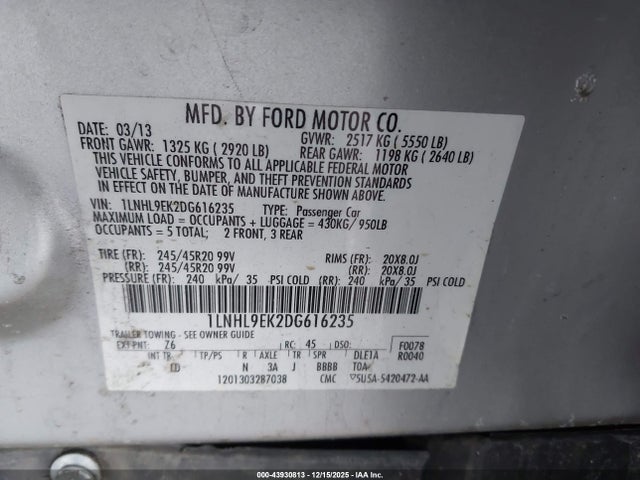 MFD. BY FORD MOTOR CO.
DATE: 03/13 GVWR: 2517 KG ( 5550 LB)
FRONT GAWR: 1325 KG ( 2920 LB) REAR GAWR: 1198 KG ( 2640 LB)
THIS VEHICLE CONFORMS TO ALL APPLICABLE FEDERAL MOTOR
VEHICLE SAFETY, BUMPER, AND THEFT PREVENTION STANDARDS
IN EFFECT ON THE DATE OF MANUFACTURE SHOWN ABOVE.
VIN: 1LNHL9EK2DG616235 TYPE: Passenger Car
MAXIMUM LOAD = OCCUPANTS + LUGGAGE = 430KG/ 950LB
OCCUPANTS = 5 TOTAL; 2 FRONT, 3 REAR
TIRE (FR): 245/45R20 99V RIMS (FR): 20X8.0J
(RR): 245/45R20 99V (RR): 20X8.0J
PRESSURE (FR): 240 kPa/ 35 PSI COLD (RR): 240 kPa/ 35 PSI COLD
1LNHL9EK2DG616235
TRAILER TOWING - SEE OWNER GUIDE
EXT PNT: Z6 RC: 45 DSO: F0078
INT TR TP/PS R AXLE TR SPR DLE1A R0040
N 3A J BBBB TOA
1201303287038 CMC 5U5A-5420472-AA
000-43930813 - 12/15/2025 - IAA, Inc.